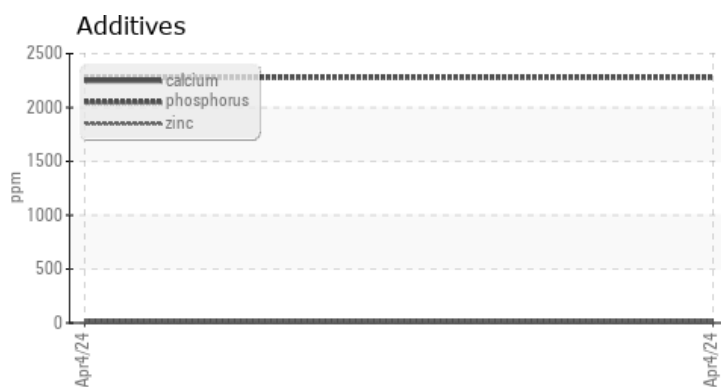 Additives
2500
calcium
phosphorus
2000
zinc
1500
ppm
1000
500
0
Apr4/24
Apr4/24